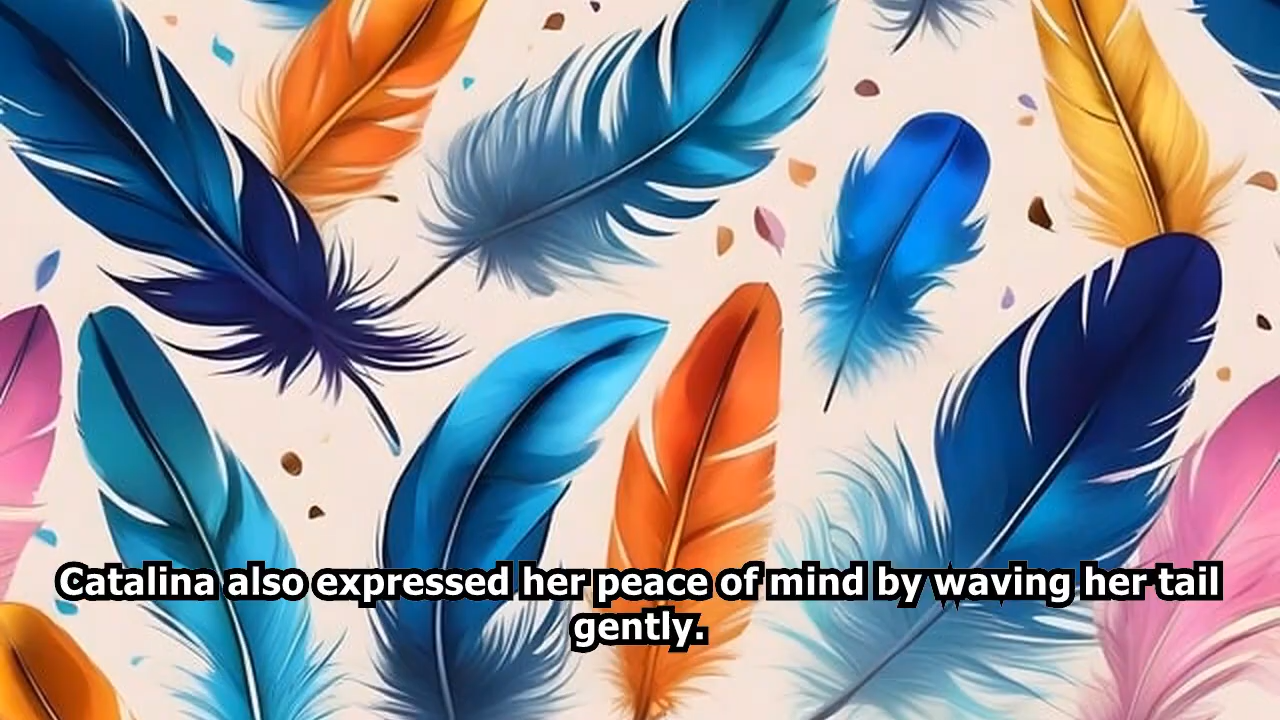 Catalina also expressed her peace of mind by waving her tail
gently.